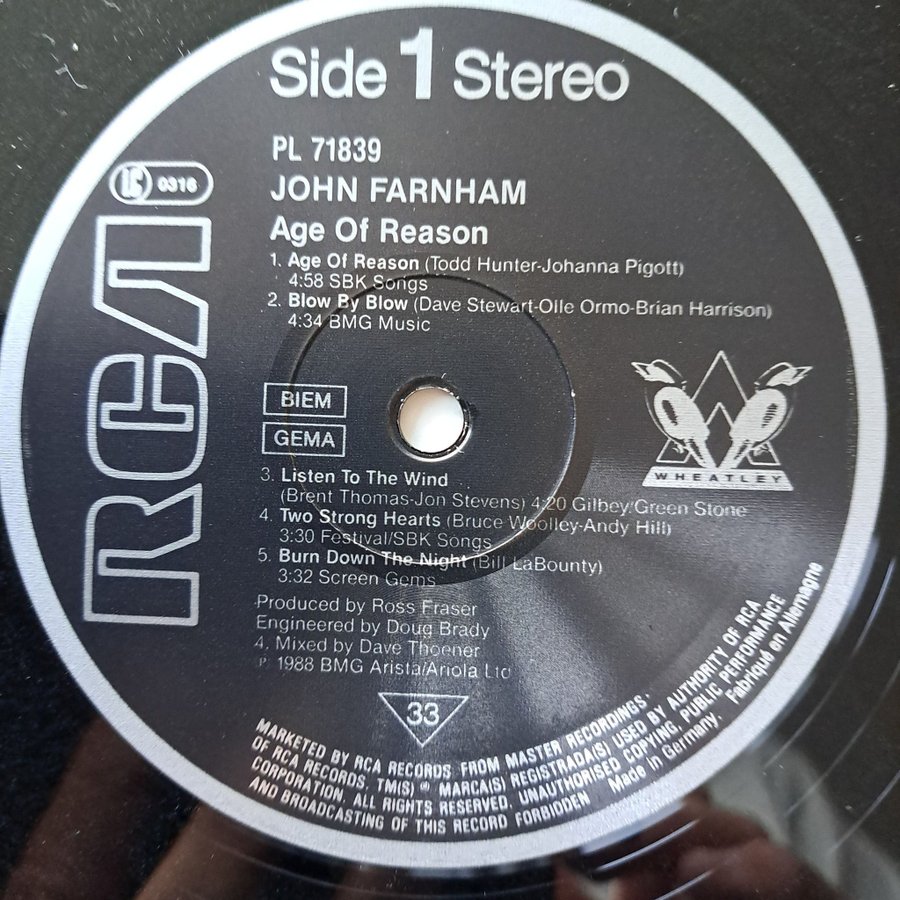 Side 1 Stereo
PL 71839
LC 0316
JOHN FARNHAM
Age Of Reason
1. Age Of Reason (Todd Hunter-Johanna Pigott)
4:58 SBK Songs
2. Blow By Blow (Dave Stewart-Olle Ormo-Brian Harrison)
4:34 BMG Music
RCA
BIEM
GEMA
WHEATLEY
3. Listen To The Wind
(Brent Thomas-Jon Stevens) 4:20 Gilbey/Green Stone
4. Two Strong Hearts (Bruce Woolley-Andy Hill)
3:30 Festival/SBK Songs
5. Burn Down The Night (Bill LaBounty)
3:32 Screen Gems
Produced by Ross Fraser
Engineered by Doug Brady
4. Mixed by Dave Thoener
℗ 1988 BMG Arista/Ariola Ltd
33
MARKETED BY RCA RECORDS. FROM MASTER RECORDINGS.
OF RCA RECORDS. TM(S) ® MARCA(S) REGISTRADA(S) USED BY AUTHORITY OF RCA
CORPORATION. ALL RIGHTS RESERVED. UNAUTHORISED COPYING, PUBLIC PERFORMANCE
AND BROADCASTING OF THIS RECORD FORBIDDEN Made in Germany. Fabriqué en Allemagne